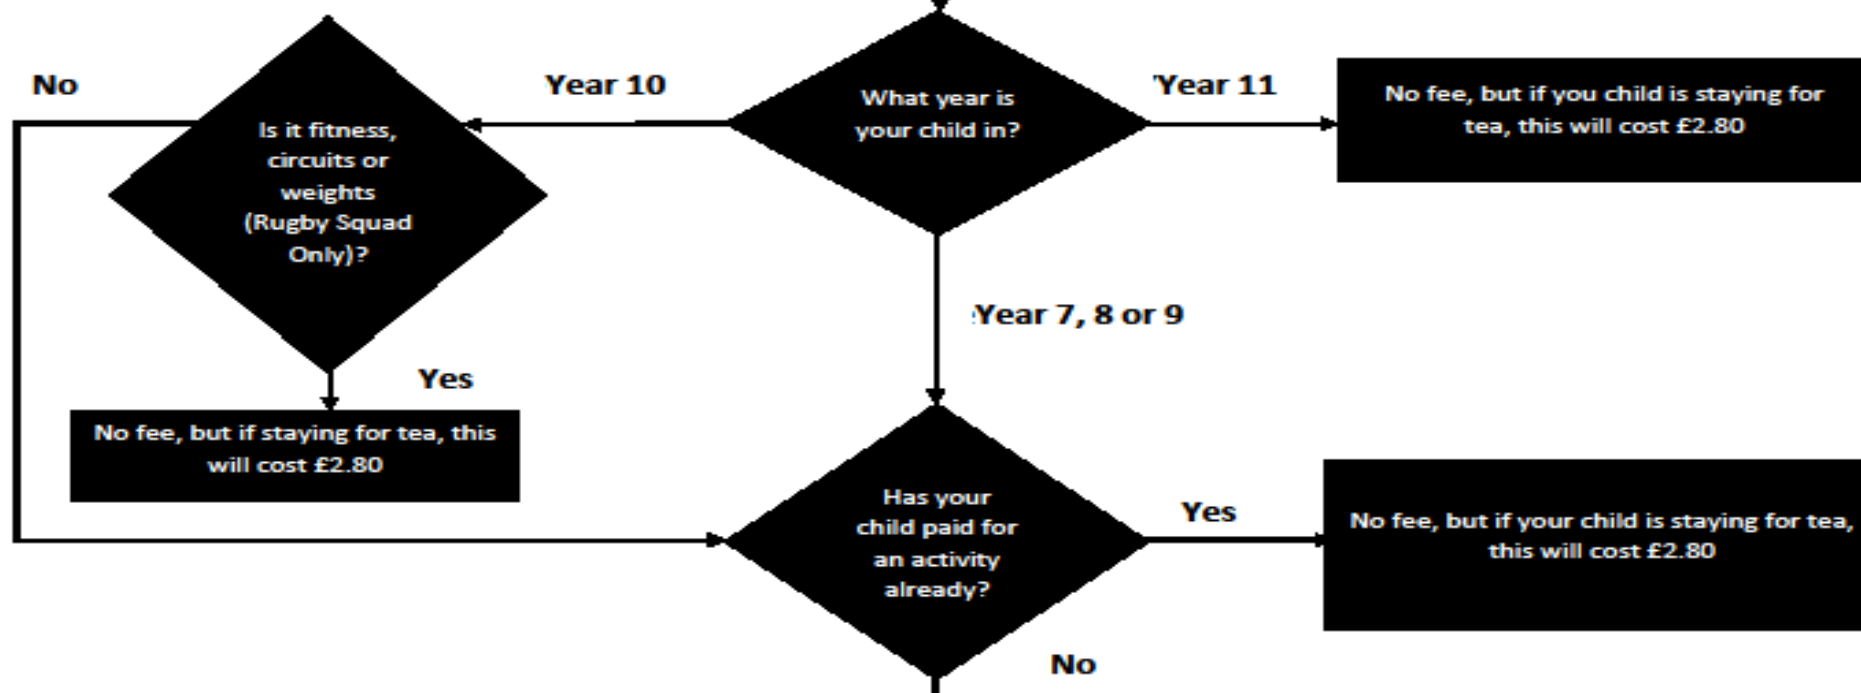 No
Year 10
What year is
your child in?
Year 11
No fee, but if you child is staying for
tea, this will cost £2.80
Is it fitness,
circuits or
weights
(Rugby Squad
Only)?
Year 7, 8 or 9
Yes
No fee, but if staying for tea, this
will cost £2.80
Has your
child paid for
an activity
already?
Yes
No fee, but if your child is staying for tea,
this will cost £2.80
No